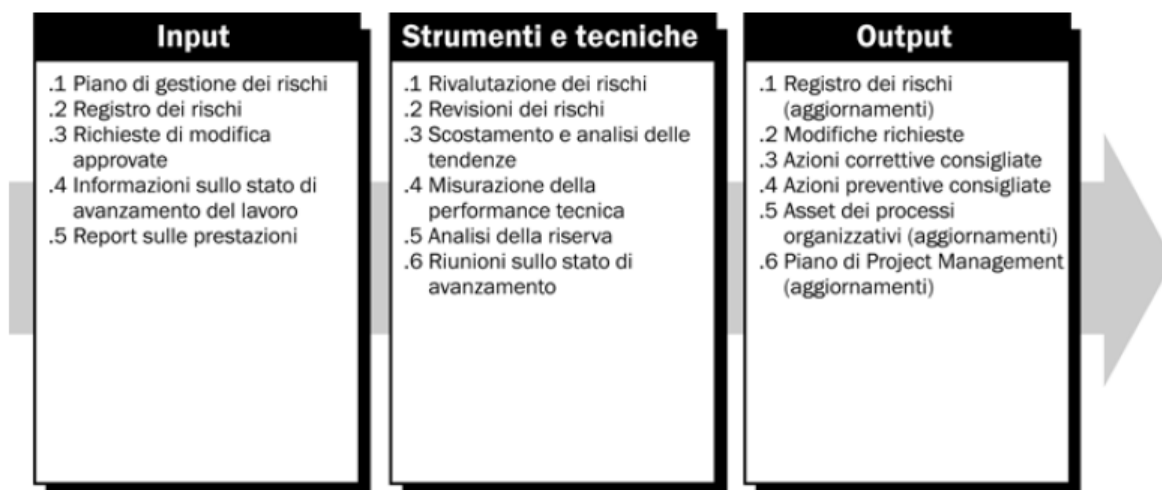 Input
.1 Piano di gestione dei rischi
.2 Registro dei rischi
.3 Richieste di modifica
approvate
.4 Informazioni sullo stato di
avanzamento del lavoro
.5 Report sulle prestazioni
Strumenti e tecniche
.1 Rivalutazione dei rischi
.2 Revisioni dei rischi
.3 Scostamento e analisi delle
tendenze
.4 Misurazione della
performance tecnica
.5 Analisi della riserva
.6 Riunioni sullo stato di
avanzamento
Output
.1 Registro dei rischi
(aggiornamenti)
.2 Modifiche richieste
.3 Azioni correttive consigliate
.4 Azioni preventive consigliate
.5 Asset dei processi
organizzativi (aggiornamenti)
.6 Piano di Project Management
(aggiornamenti)